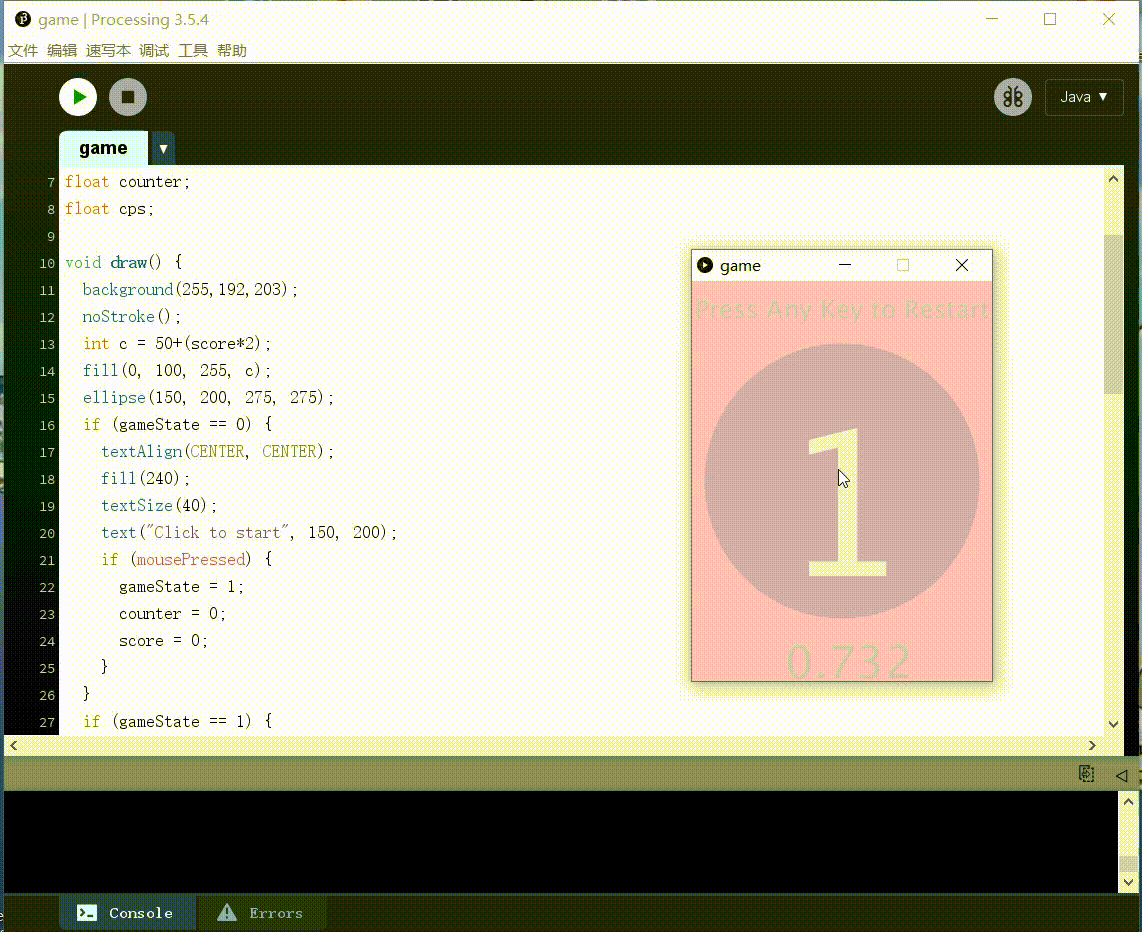 game | Processing 3.5.4
文件 编辑 速写本 调试 工具 帮助
Java ▼
game ▼
7 float counter;
8 float cps;
9
10 void draw() {
11   background(255,192,203);
12   noStroke();
13   int c = 50+(score*2);
14   fill(0, 100, 255, c);
15   ellipse(150, 200, 275, 275);
16   if (gameState == 0) {
17     textAlign(CENTER, CENTER);
18     fill(240);
19     textSize(40);
20     text("Click to start", 150, 200);
21     if (mousePressed) {
22       gameState = 1;
23       counter = 0;
24       score = 0;
25     }
26   }
27   if (gameState == 1) {
game
Press Any Key to Restart
1
0.732
Console Errors